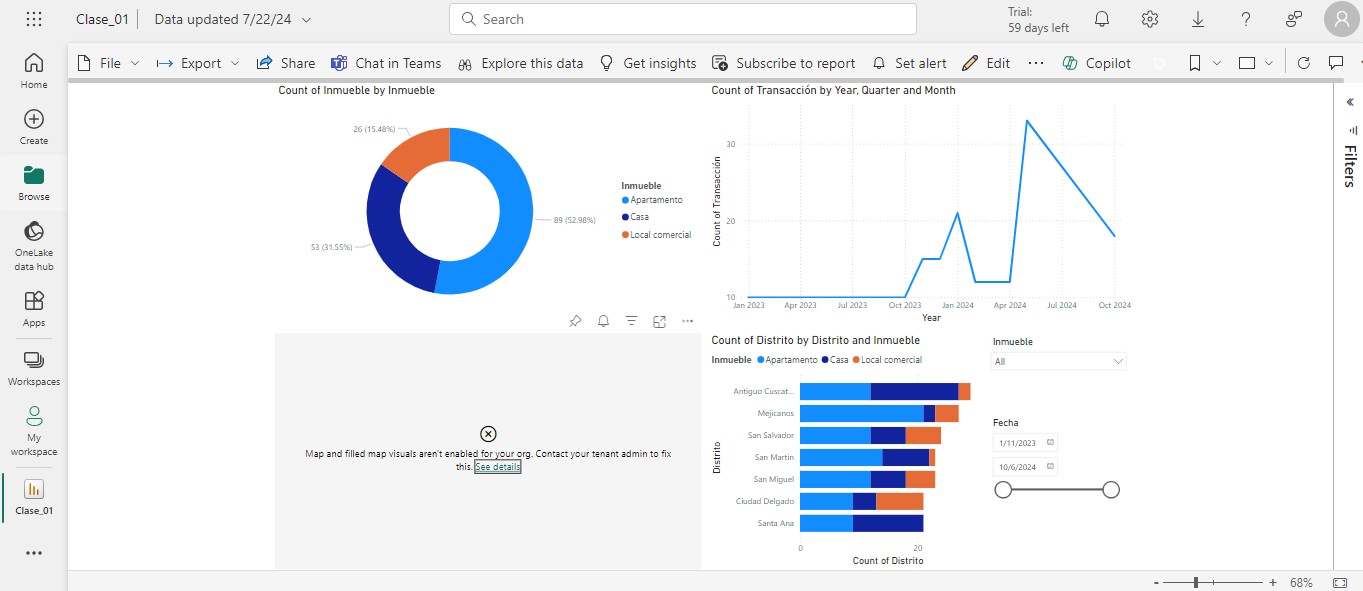 Clase_01
Data updated 7/22/24
Search
Trial:
59 days left
Home
Create
Browse
OneLake
data hub
Apps
Workspaces
My
workspace
Clase_01
File
Export
Share
Chat in Teams
Explore this data
Get insights
Subscribe to report
Set alert
Edit
Copilot
Count of Inmueble by Inmueble
26 (15.48%)
53 (31.55%)
89 (52.98%)
Inmueble
Apartamento
Casa
Local comercial
Count of Transacción by Year, Quarter and Month
Count of Transacción
30
20
10
Jan 2023 Apr 2023 Jul 2023 Oct 2023 Jan 2024 Apr 2024 Jul 2024 Oct 2024
Year
Map and filled map visuals aren't enabled for your org. Contact your tenant admin to fix
this. See details
Count of Distrito by Distrito and Inmueble
Inmueble Apartamento Casa Local comercial
Distrito
Antiguo Cuscat...
Mejicanos
San Salvador
San Martin
San Miguel
Ciudad Delgado
Santa Ana
0 20
Count of Distrito
Inmueble
All
Fecha
1/11/2023
10/6/2024
Filters
- + 68%